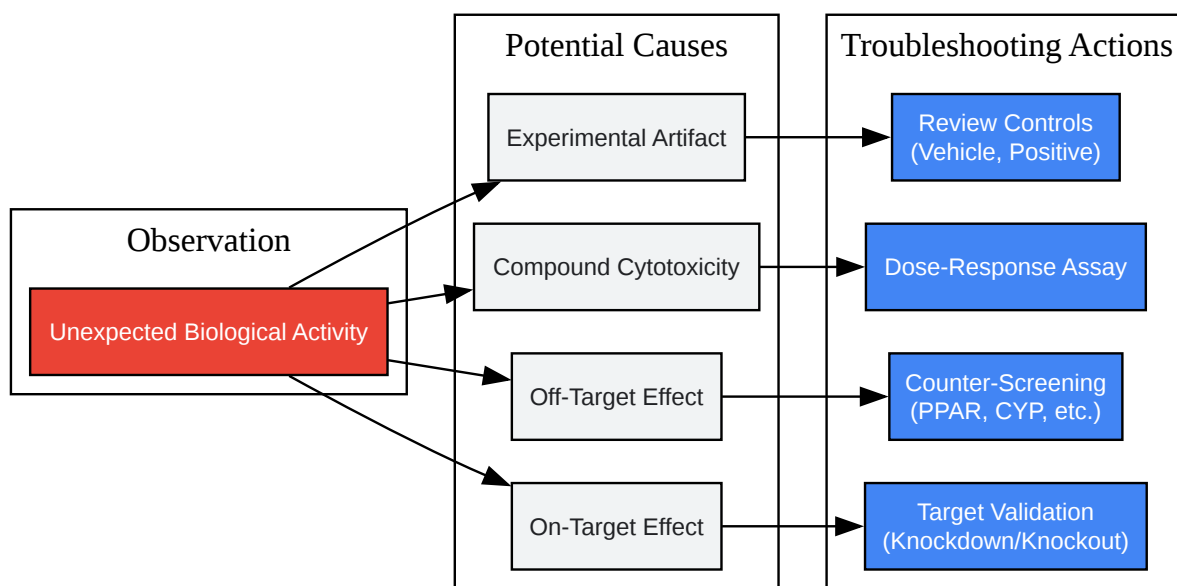 Observation
Unexpected Biological Activity
Potential Causes
Experimental Artifact
Compound Cytotoxicity
Off-Target Effect
On-Target Effect
Troubleshooting Actions
Review Controls
(Vehicle, Positive)
Dose-Response Assay
Counter-Screening
(PPAR, CYP, etc.)
Target Validation
(Knockdown/Knockout)